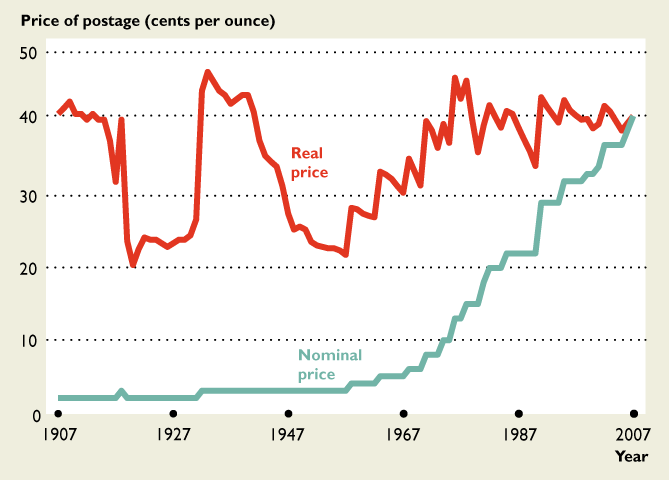 Price of postage (cents per ounce)
50
40
30
20
10
0
Real
price
Nominal
price
1907
1927
1947
1967
1987
2007
Year